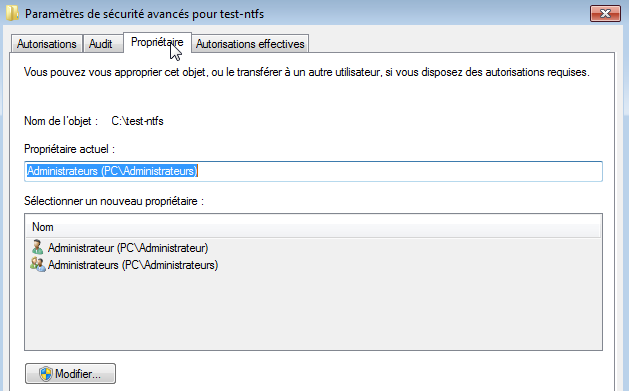 Paramètres de sécurité avancés pour test-ntfs
Autorisations Audit Propriétaire Autorisations effectives
Vous pouvez vous approprier cet objet, ou le transférer à un autre utilisateur, si vous disposez des autorisations requises.
Nom de l'objet : C:\test-ntfs
Propriétaire actuel :
Administrateurs (PC\Administrateurs)
Sélectionner un nouveau propriétaire :
Nom
Administrateur (PC\Administrateur)
Administrateurs (PC\Administrateurs)
Modifier...